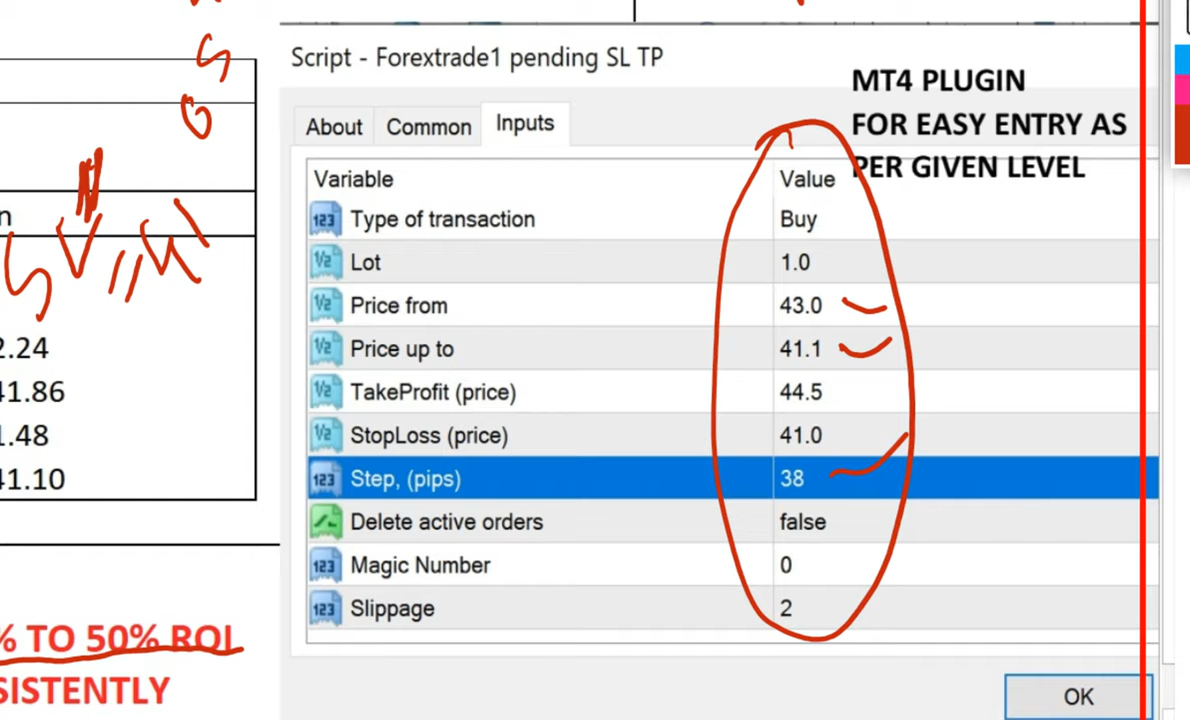 Script - Forextrade1 pending SL TP
MT4 PLUGIN
FOR EASY ENTRY AS
PER GIVEN LEVEL
About Common Inputs
Variable Value
Type of transaction Buy
Lot 1.0
Price from 43.0
Price up to 41.1
TakeProfit (price) 44.5
StopLoss (price) 41.0
Step, (pips) 38
Delete active orders false
Magic Number 0
Slippage 2
OK
n
2.24
41.86
1.48
41.10
% TO 50% ROI
SISTENTLY